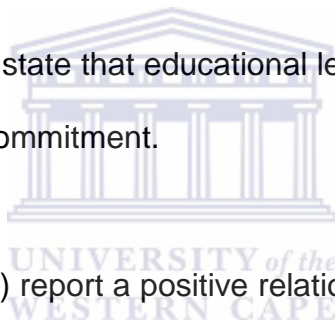 state that educational le
ommitment.
UNIVERSITY of the
) report a positive relatio
WESTERN CAPE